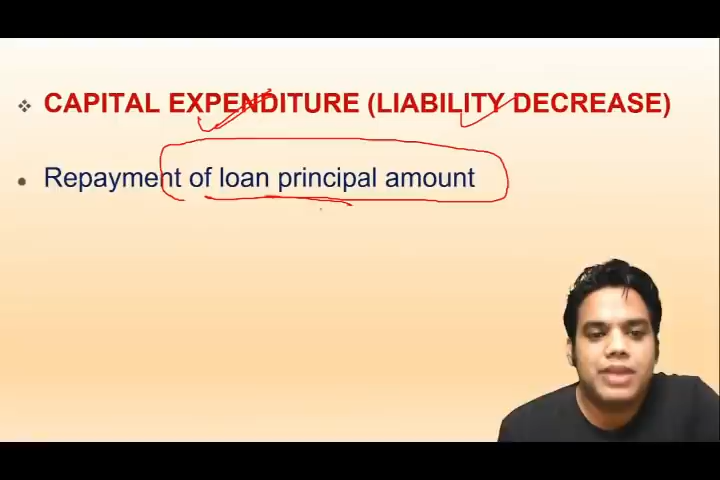 CAPITAL EXPENDITURE (LIABILITY DECREASE)
Repayment of loan principal amount